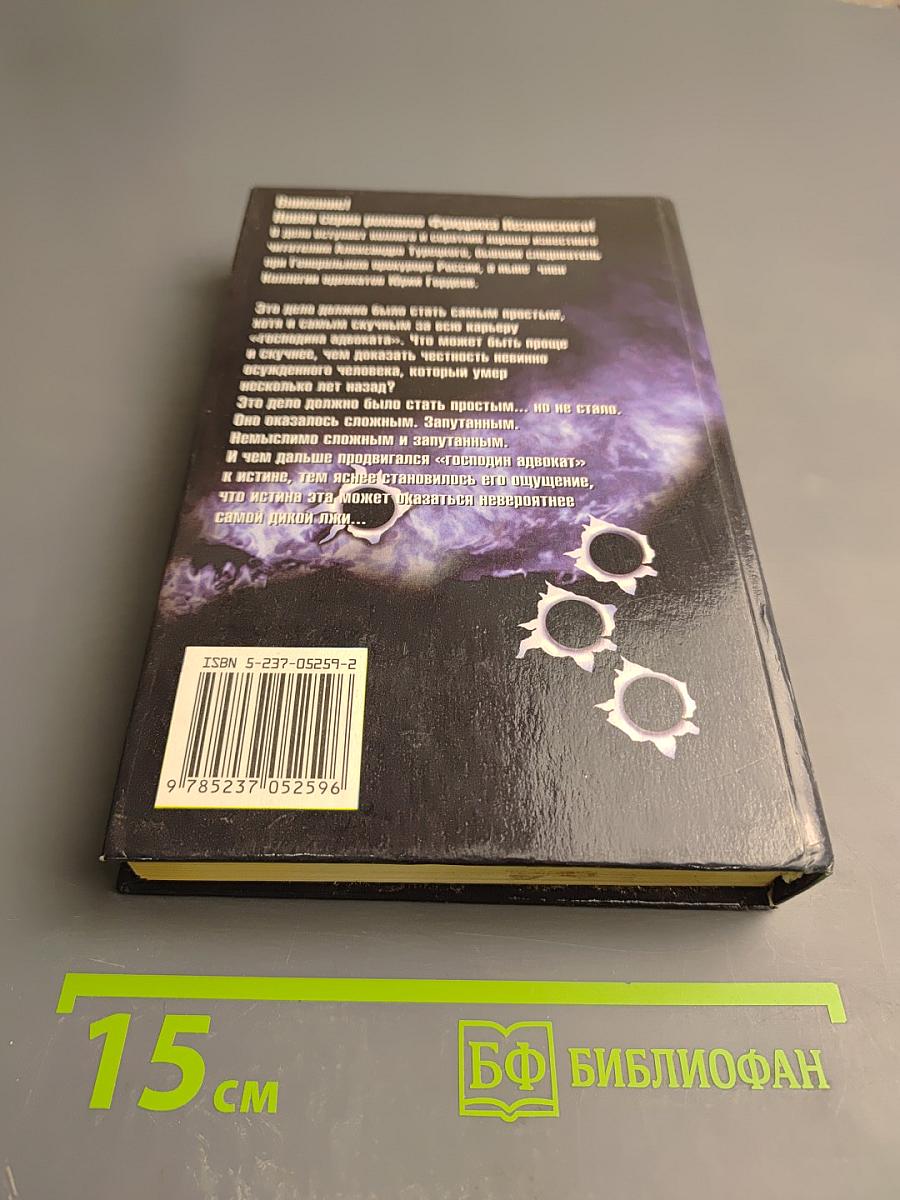 Внимание!
Новая серия романов Фридриха Незнанского!
В дело вступает коллега и соратник хорошо известного
читателям Александра Турецкого, бывший следователь
при Генеральном прокуроре России, а ныне член
Коллегии адвокатов Юрий Гордеев.
Это дело должно было стать самым простым,
хотя и самым скучным за всю карьеру
«господина адвоката». Что может быть проще
и скучнее, чем доказать честность невинно
осужденного человека, который умер
несколько лет назад?
Это дело должно было стать простым... но не стало.
Оно оказалось сложным. Запутанным.
Немыслимо сложным и запутанным.
И чем дальше продвигался «господин адвокат»
к истине, тем яснее становилось его ощущение,
что истина эта может оказаться невероятнее
самой дикой лжи...
ISBN 5-237-05259-2
9 785237 052596
15 см
БФ БИБЛИОФАН